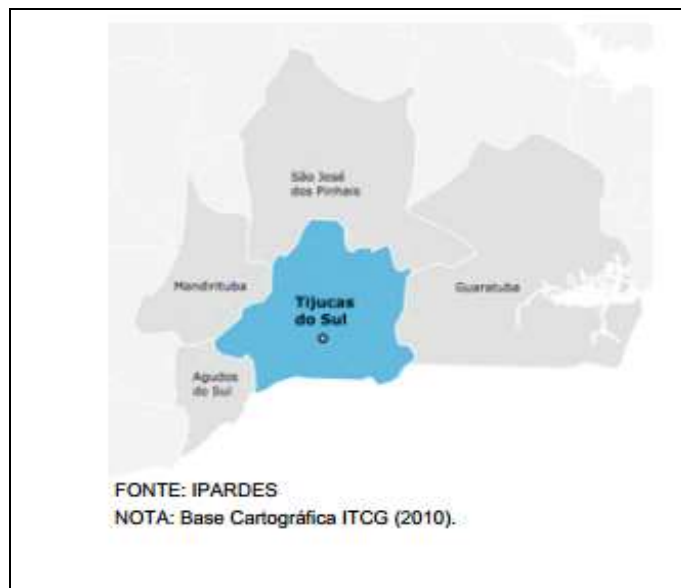 São José
dos Pinhais
Mandirituba
Guaratuba
Tijucas
do Sul
Agudos
do Sul
FONTE: IPARDES
NOTA: Base Cartográfica ITCG (2010).